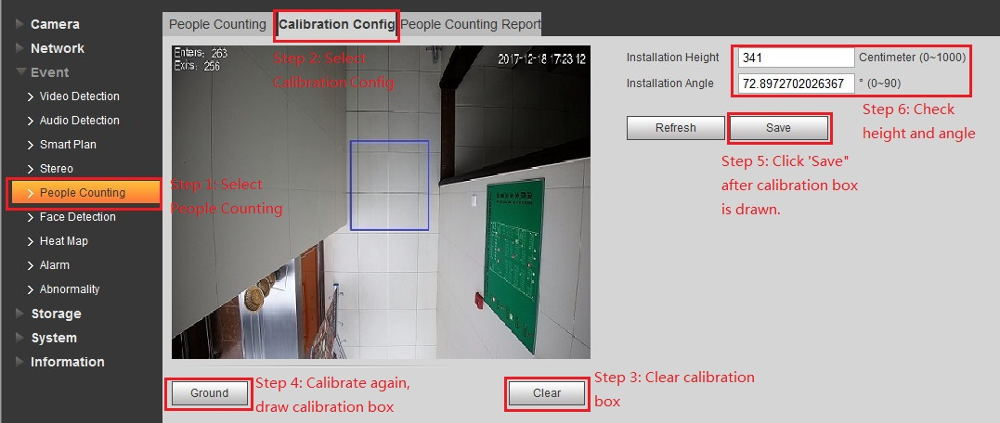 Camera
Network
Event
Video Detection
Audio Detection
Smart Plan
Stereo
People Counting
Face Detection
Heat Map
Alarm
Abnormality
Storage
System
Information
People Counting
Calibration Config
People Counting Report
Enters: 263
Exits: 256
2017-12-18 17:23:12
Step 2: Select
Calibration Config
Step 1: Select
People Counting
Installation Height 341 Centimeter (0~1000)
Installation Angle 72.8972702026367 ° (0~90)
Refresh
Save
Step 6: Check
height and angle
Step 5: Click 'Save"
after calibration box
is drawn.
Ground
Step 4: Calibrate again,
draw calibration box
Clear
Step 3: Clear calibration
box